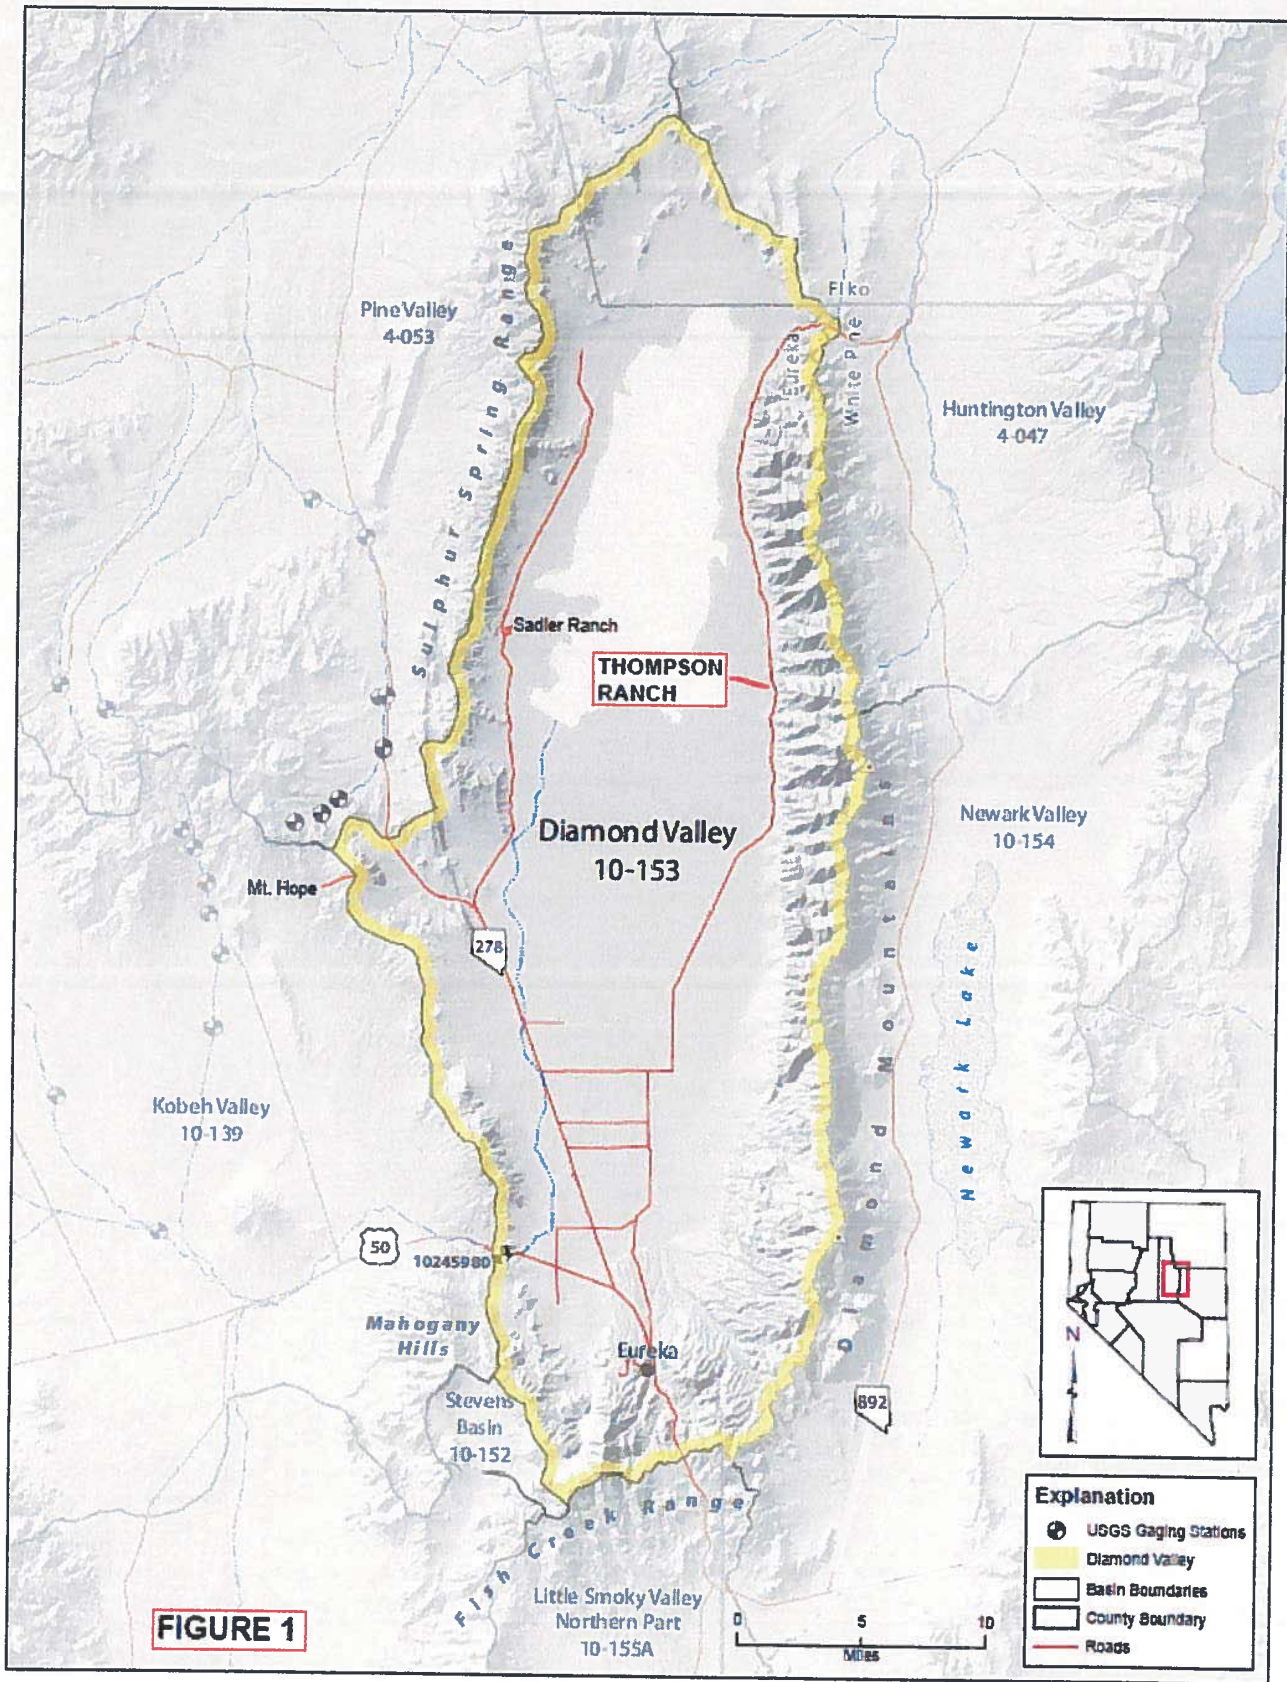 Elko
Pine Valley
4-053
Sulphur Spring Range
Eureka
White Pine
Huntington Valley
4-047
Sadler Ranch
THOMPSON
RANCH
Diamond Valley
10-153
Newark Valley
10-154
Mt. Hope
278
Diamond Mountains
Newark Lake
Kobeh Valley
10-139
50
10245980
Mahogany
Hills
Eureka
892
Stevens
Basin
10-152
N
Fish Creek Range
Little Smoky Valley
Northern Part
10-155A
FIGURE 1
0 5 10
Miles
Explanation
USGS Gaging Stations
Diamond Valley
Basin Boundaries
County Boundary
Roads